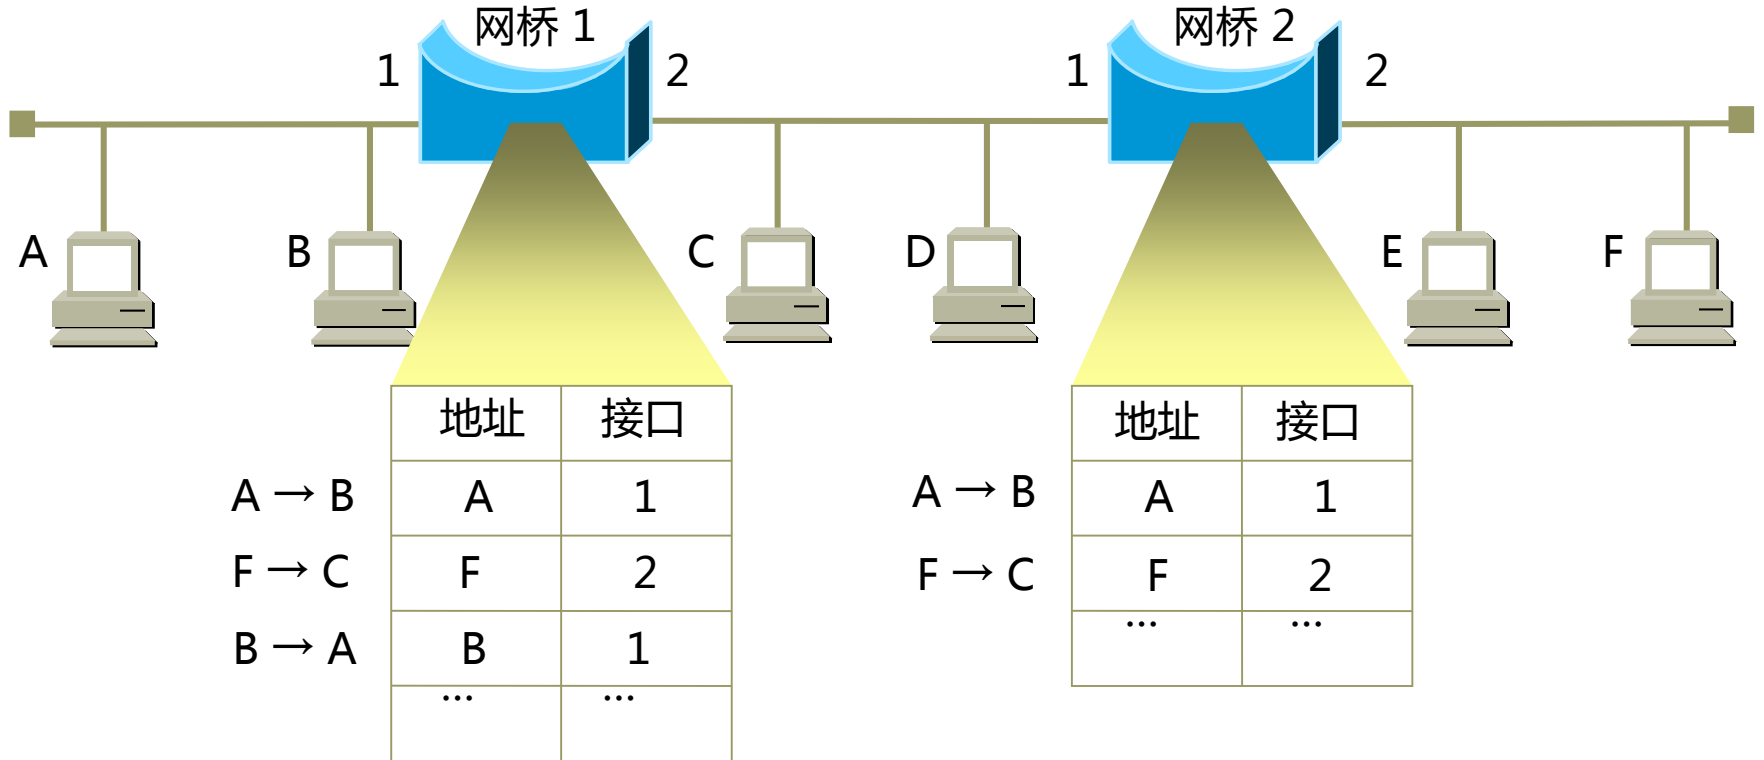 网桥 1
网桥 2
1
2
1
2
A
B
C
D
E
F
地址 接口
A → B A 1
F → C F 2
B → A B 1
... ...
地址 接口
A → B A 1
F → C F 2
... ...